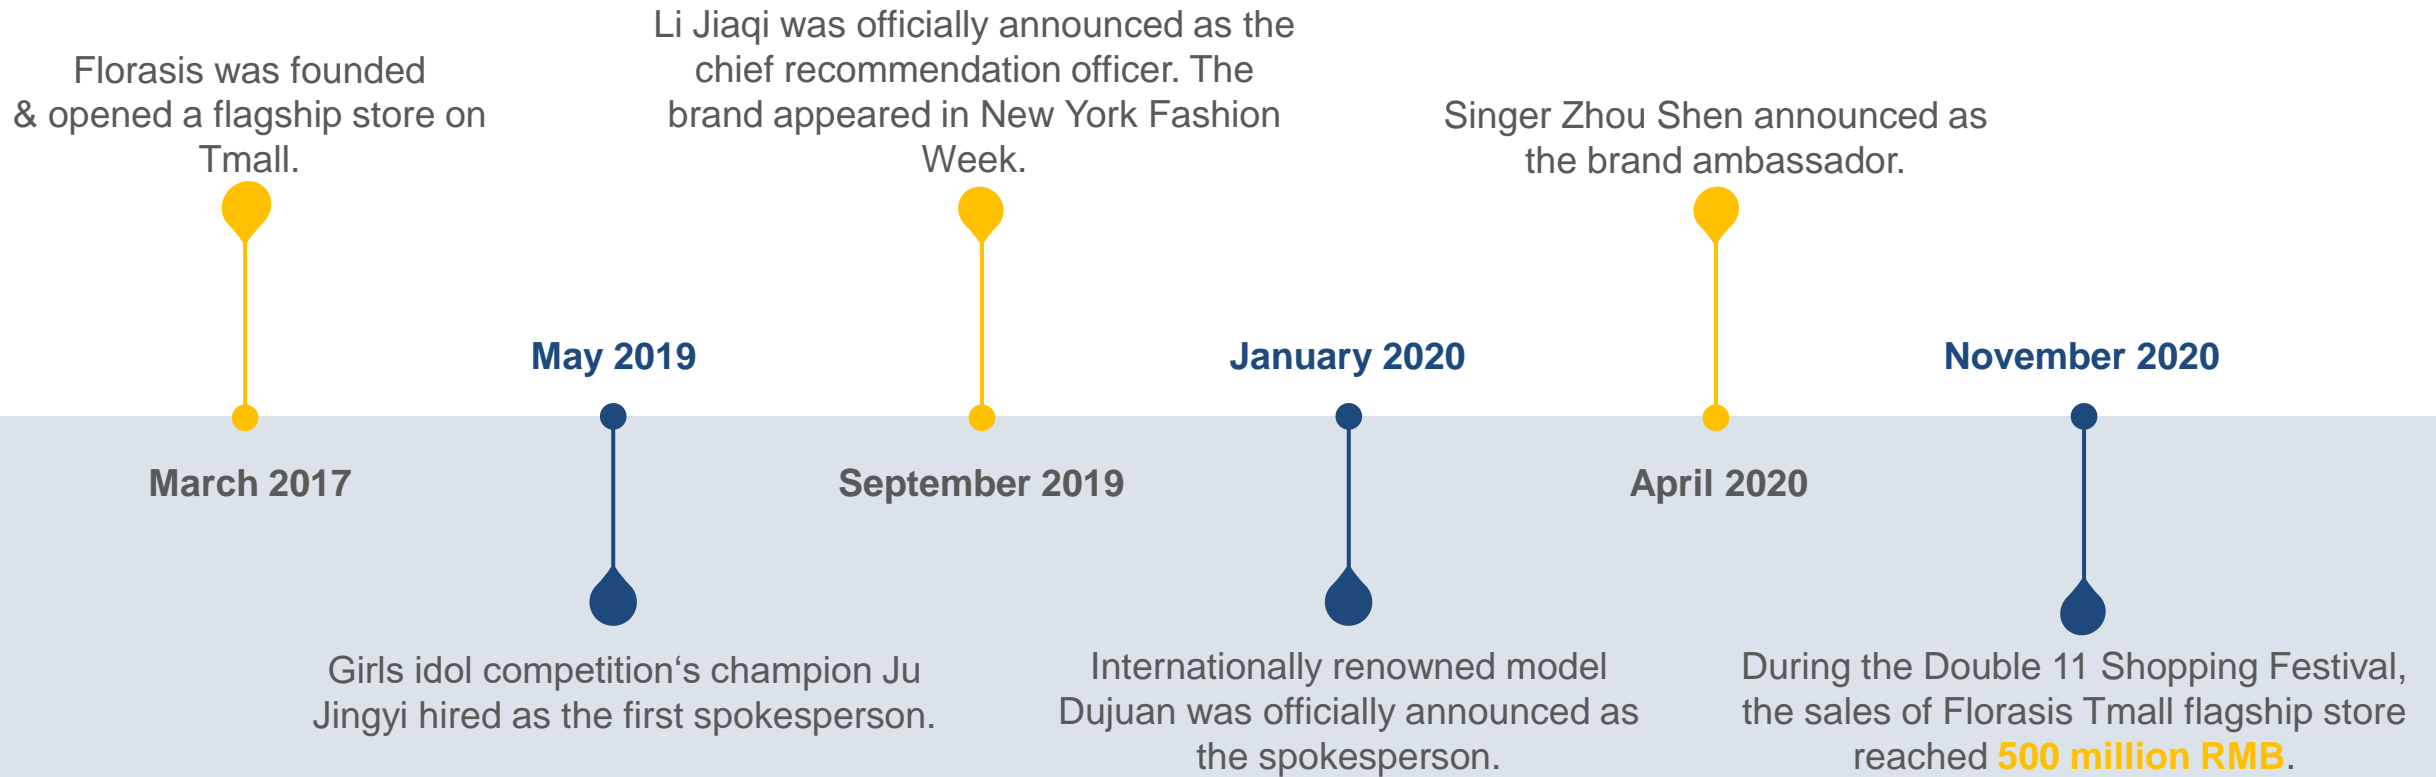 Florasis was founded
& opened a flagship store on
Tmall.
March 2017
May 2019
Girls idol competition‘s champion Ju
Jingyi hired as the first spokesperson.
Li Jiaqi was officially announced as the
chief recommendation officer. The
brand appeared in New York Fashion
Week.
September 2019
January 2020
Internationally renowned model
Dujuan was officially announced as
the spokesperson.
Singer Zhou Shen announced as
the brand ambassador.
April 2020
November 2020
During the Double 11 Shopping Festival,
the sales of Florasis Tmall flagship store
reached 500 million RMB.